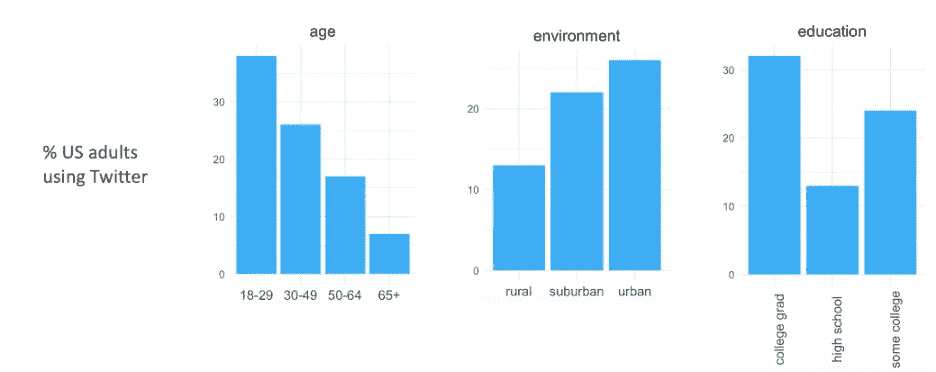 % US adults
using Twitter
age
30
20
10
0
18-29 30-49 50-64 65+
environment
20
10
0
rural suburban urban
education
30
20
10
0
college grad
high school
some college